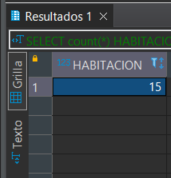 Resultados 1
SELECT count(*) HABITACIO
Grilla
HABITACION
1
15
Texto